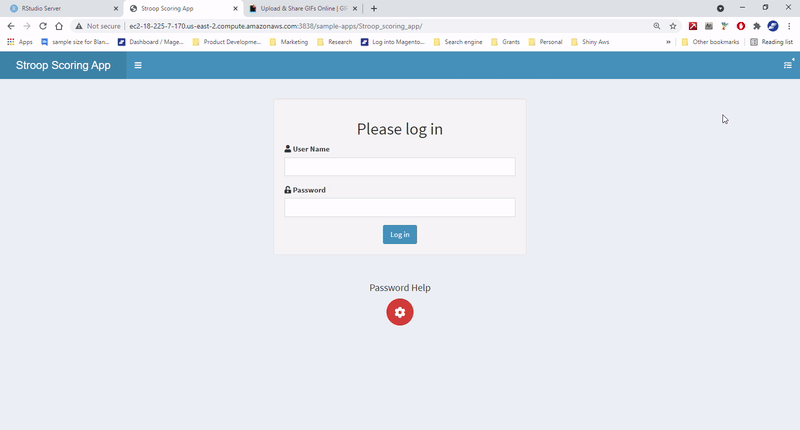 RStudio Server
Stroop Scoring App
Upload & Share GIFs Online | Gif
Not secure | ec2-18-225-7-170.us-east-2.compute.amazonaws.com:3838/sample-apps/Stroop_scoring_app/
Apps sample size for Blan... Dashboard / Mage... Product Developme... Marketing Research Log into Magento... Search engine Grants Personal Shiny Aws » Other bookmarks Reading list
Stroop Scoring App
Please log in
User Name
Password
Log in
Password Help